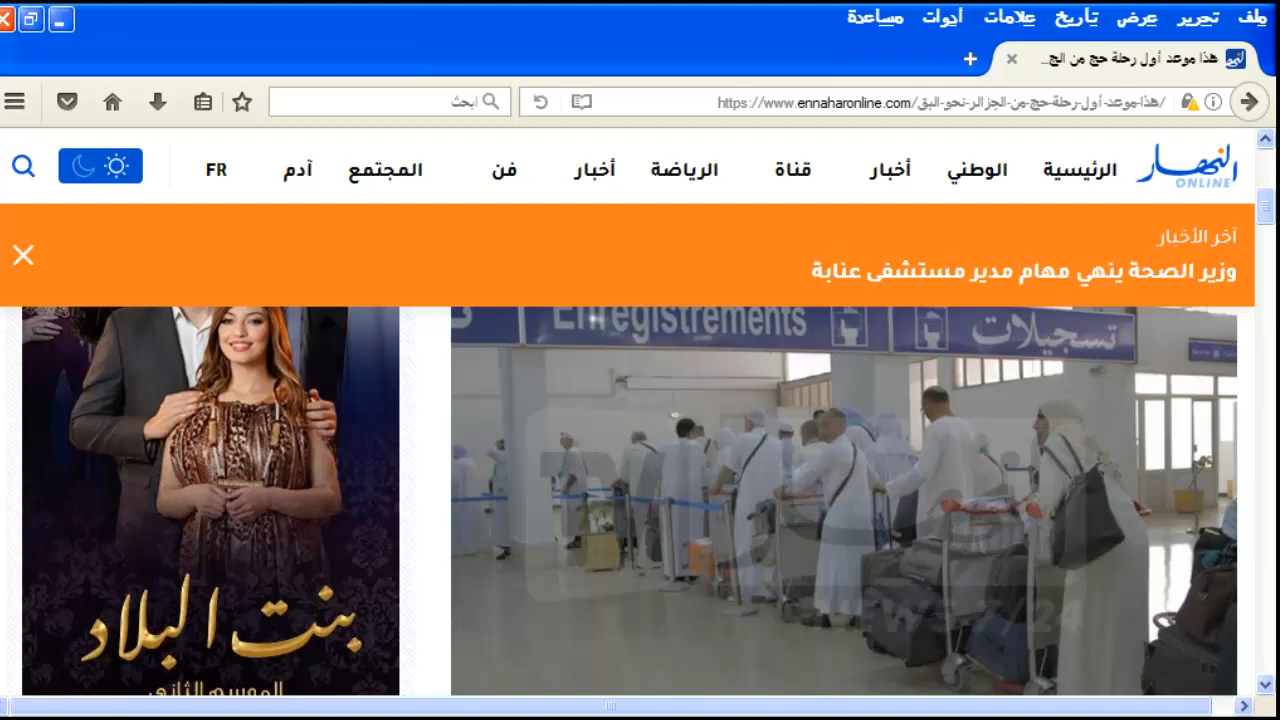 ملف تحرير عرض تأريخ علامات أدوات مساعدة
هذا موعد أول رحلة حج من الج...
https://www.ennaharonline.com/هذا-موعد-أول-رحلة-حج-من-الجزائر-نحو-البق/
ابحث
النهار
ONLINE
الرئيسية الوطني أخبار قناة الرياضة أخبار فن المجتمع آدم FR
آخر الأخبار
وزير الصحة ينهي مهام مدير مستشفى عنابة
Enregistrements تسجيلات
بنت البلاد
الموسم الثاني